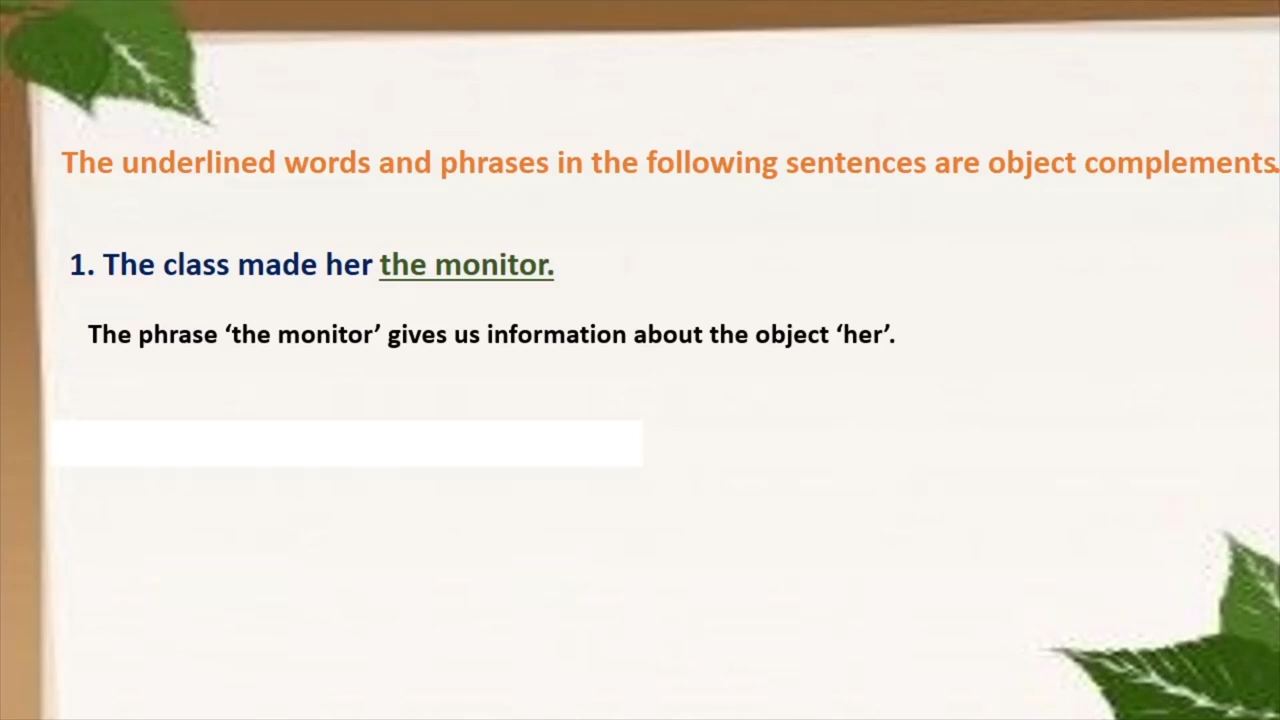 The underlined words and phrases in the following sentences are object complements.
1. The class made her the monitor.
The phrase ‘the monitor’ gives us information about the object ‘her’.